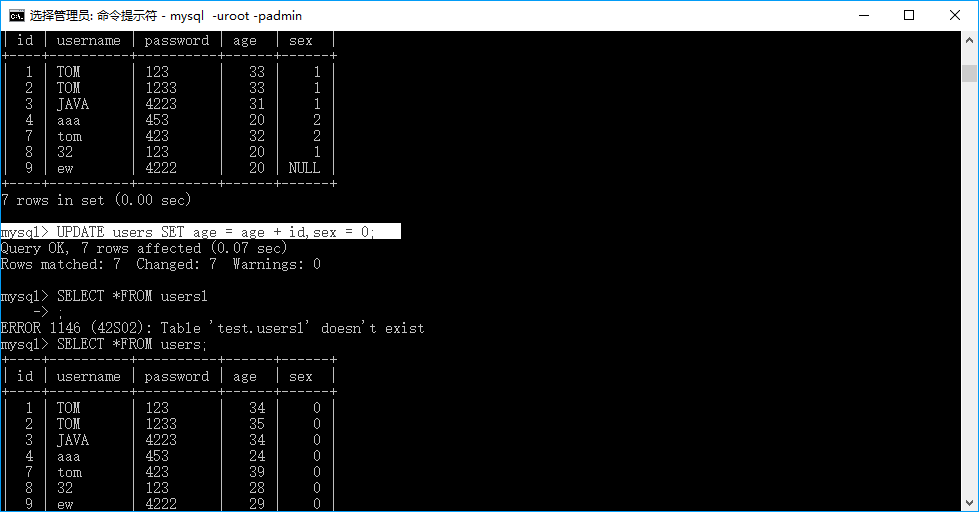 选择管理员: 命令提示符 - mysql  -uroot -padmin
| id | username | password | age  | sex  |
+----+----------+----------+------+------+
|  1 | TOM      | 123      |   33 |    1 |
|  2 | TOM      | 1233     |   33 |    1 |
|  3 | JAVA     | 4223     |   31 |    1 |
|  4 | aaa      | 453      |   20 |    2 |
|  7 | tom      | 423      |   32 |    2 |
|  8 | 32       | 123      |   20 |    1 |
|  9 | ew       | 4222     |   20 | NULL |
+----+----------+----------+------+------+
7 rows in set (0.00 sec)
mysql> UPDATE users SET age = age + id,sex = 0;
Query OK, 7 rows affected (0.07 sec)
Rows matched: 7  Changed: 7  Warnings: 0
mysql> SELECT *FROM users1
    -> ;
ERROR 1146 (42S02): Table 'test.users1' doesn't exist
mysql> SELECT *FROM users;
+----+----------+----------+------+------+
| id | username | password | age  | sex  |
+----+----------+----------+------+------+
|  1 | TOM      | 123      |   34 |    0 |
|  2 | TOM      | 1233     |   35 |    0 |
|  3 | JAVA     | 4223     |   34 |    0 |
|  4 | aaa      | 453      |   24 |    0 |
|  7 | tom      | 423      |   39 |    0 |
|  8 | 32       | 123      |   28 |    0 |
|  9 | ew       | 4222     |   29 |    0 |